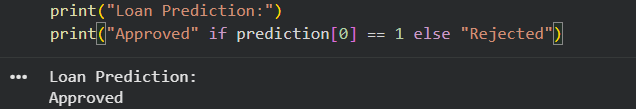 print("Loan Prediction:")
print("Approved" if prediction[0] == 1 else "Rejected")
••• Loan Prediction:
Approved